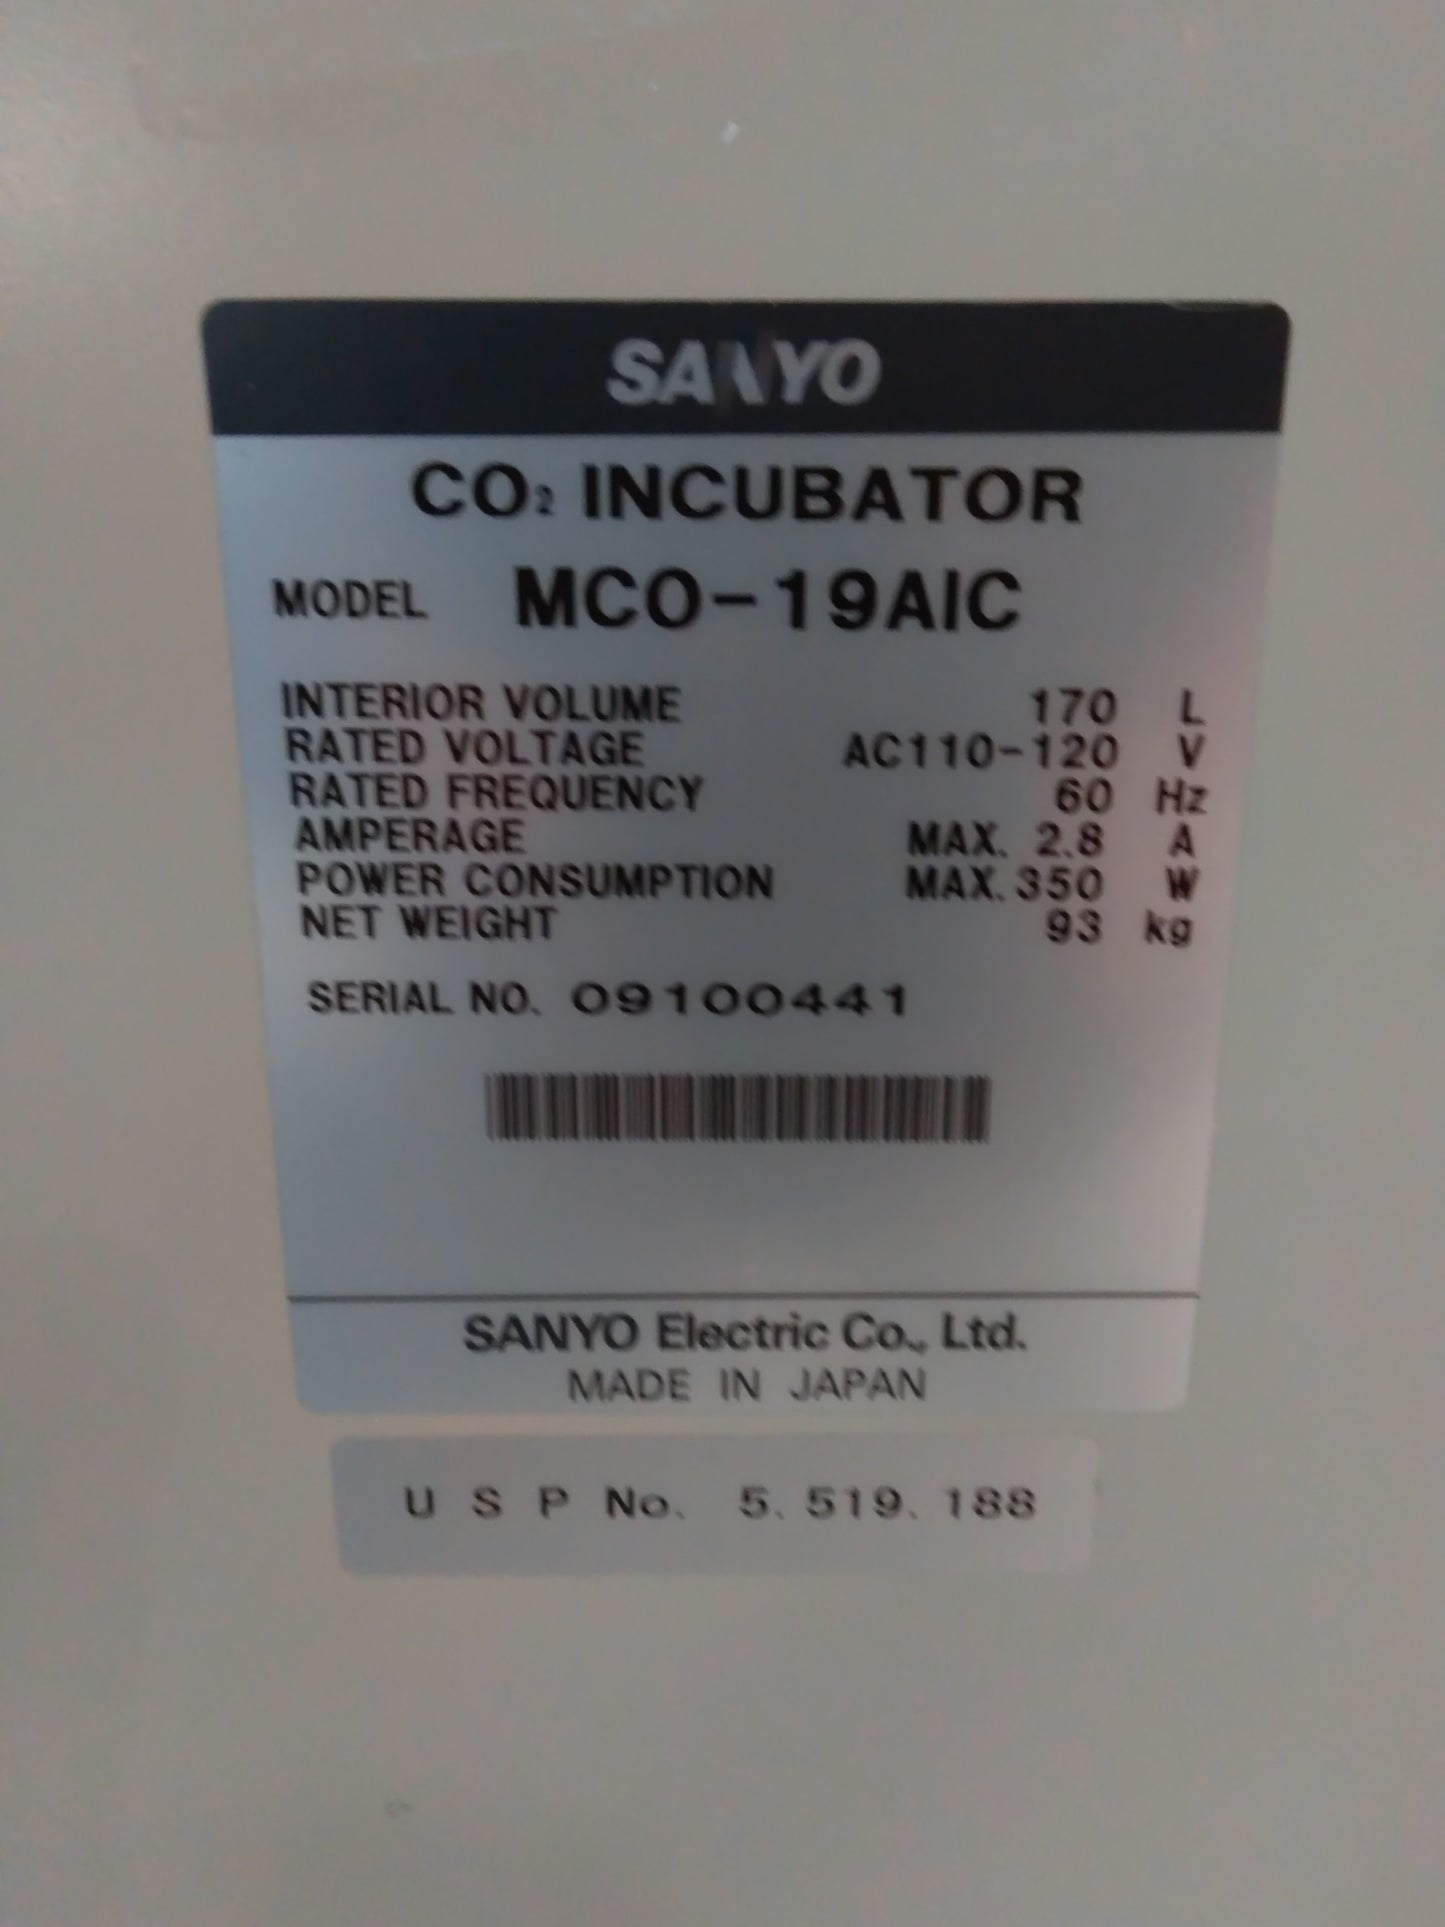 SANYO
CO₂ INCUBATOR
MODEL MCO-19AIC
INTERIOR VOLUME 170 L
RATED VOLTAGE AC110-120 V
RATED FREQUENCY 60 Hz
AMPERAGE MAX. 2.8 A
POWER CONSUMPTION MAX. 350 W
NET WEIGHT 93 kg
SERIAL NO. 09100441
SANYO Electric Co., Ltd.
MADE IN JAPAN
U S P No. 5. 519. 188